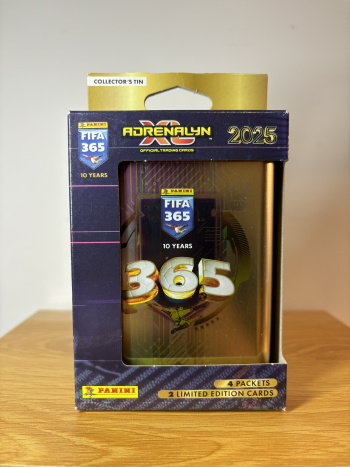 COLLECTOR'S TIN
PANINI
FIFA
365
10 YEARS
ADRENALYN
XL
OFFICIAL TRADING CARDS
2025
PANINI
FIFA
365
10 YEARS
365
PANINI
4 PACKETS
2 LIMITED EDITION CARDS